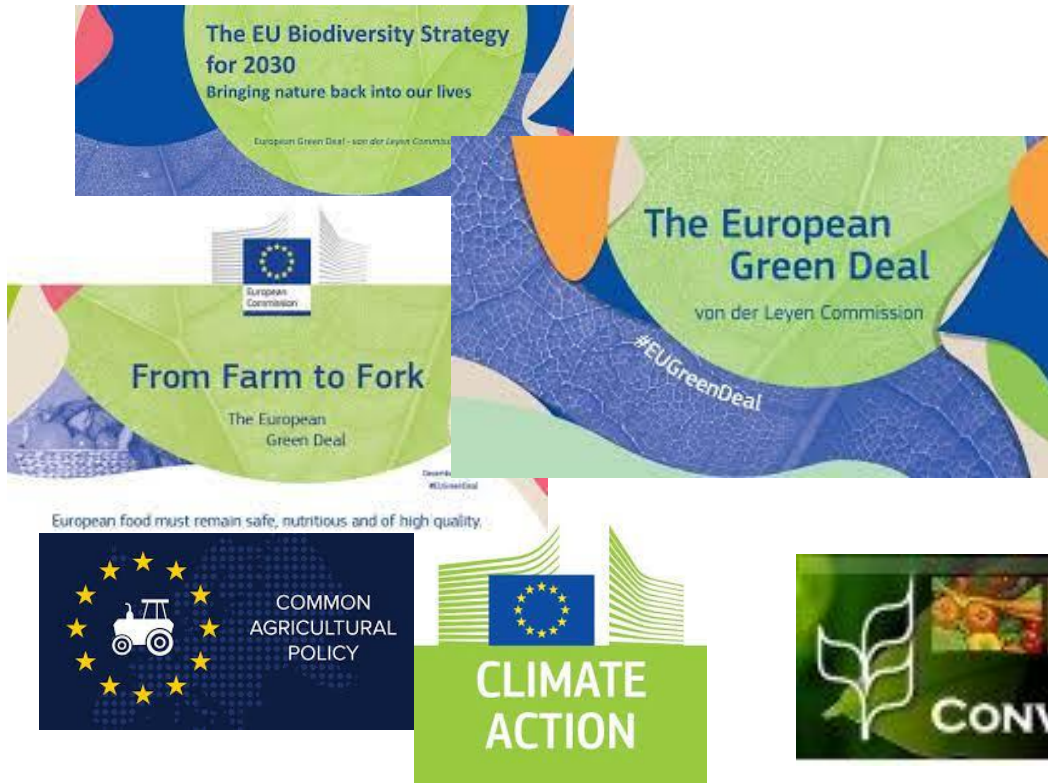 The EU Biodiversity Strategy
for 2030
Bringing nature back into our lives
European Green Deal - von der Leyen
The European
Green Deal
von der Leyen Commission
#EUGreenDeal
European
Commission
From Farm to Fork
The European
Green Deal
#EUGreenDeal
European food must remain safe, nutritious and of high quality.
COMMON
AGRICULTURAL
POLICY
CLIMATE
ACTION
CONV